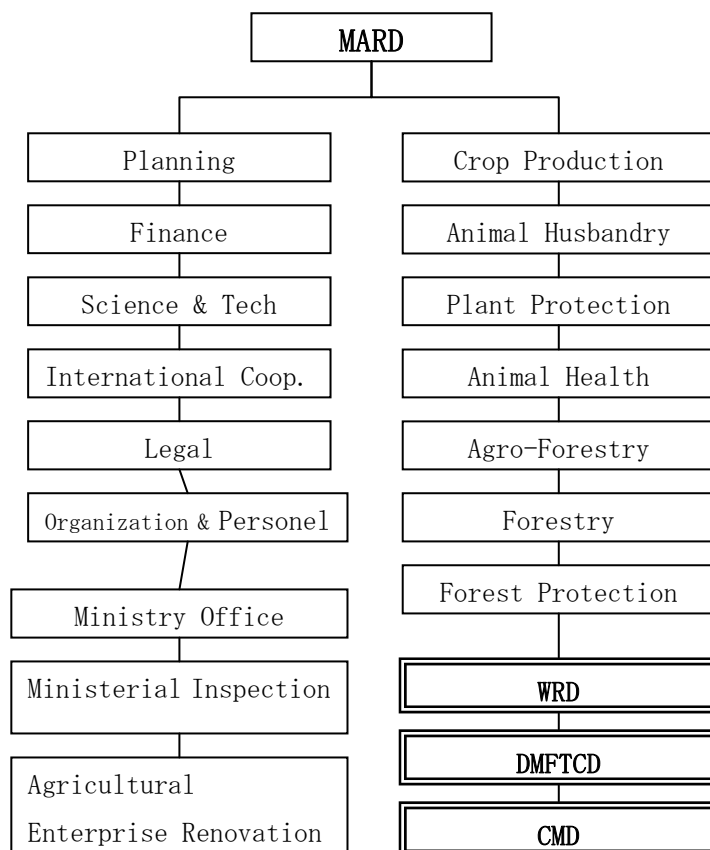 MARD
Planning
Finance
Science & Tech
International Coop.
Legal
Organization & Personel
Ministry Office
Ministerial Inspection
Agricultural
Enterprise Renovation
Crop Production
Animal Husbandry
Plant Protection
Animal Health
Agro-Forestry
Forestry
Forest Protection
WRD
DMFTCD
CMD